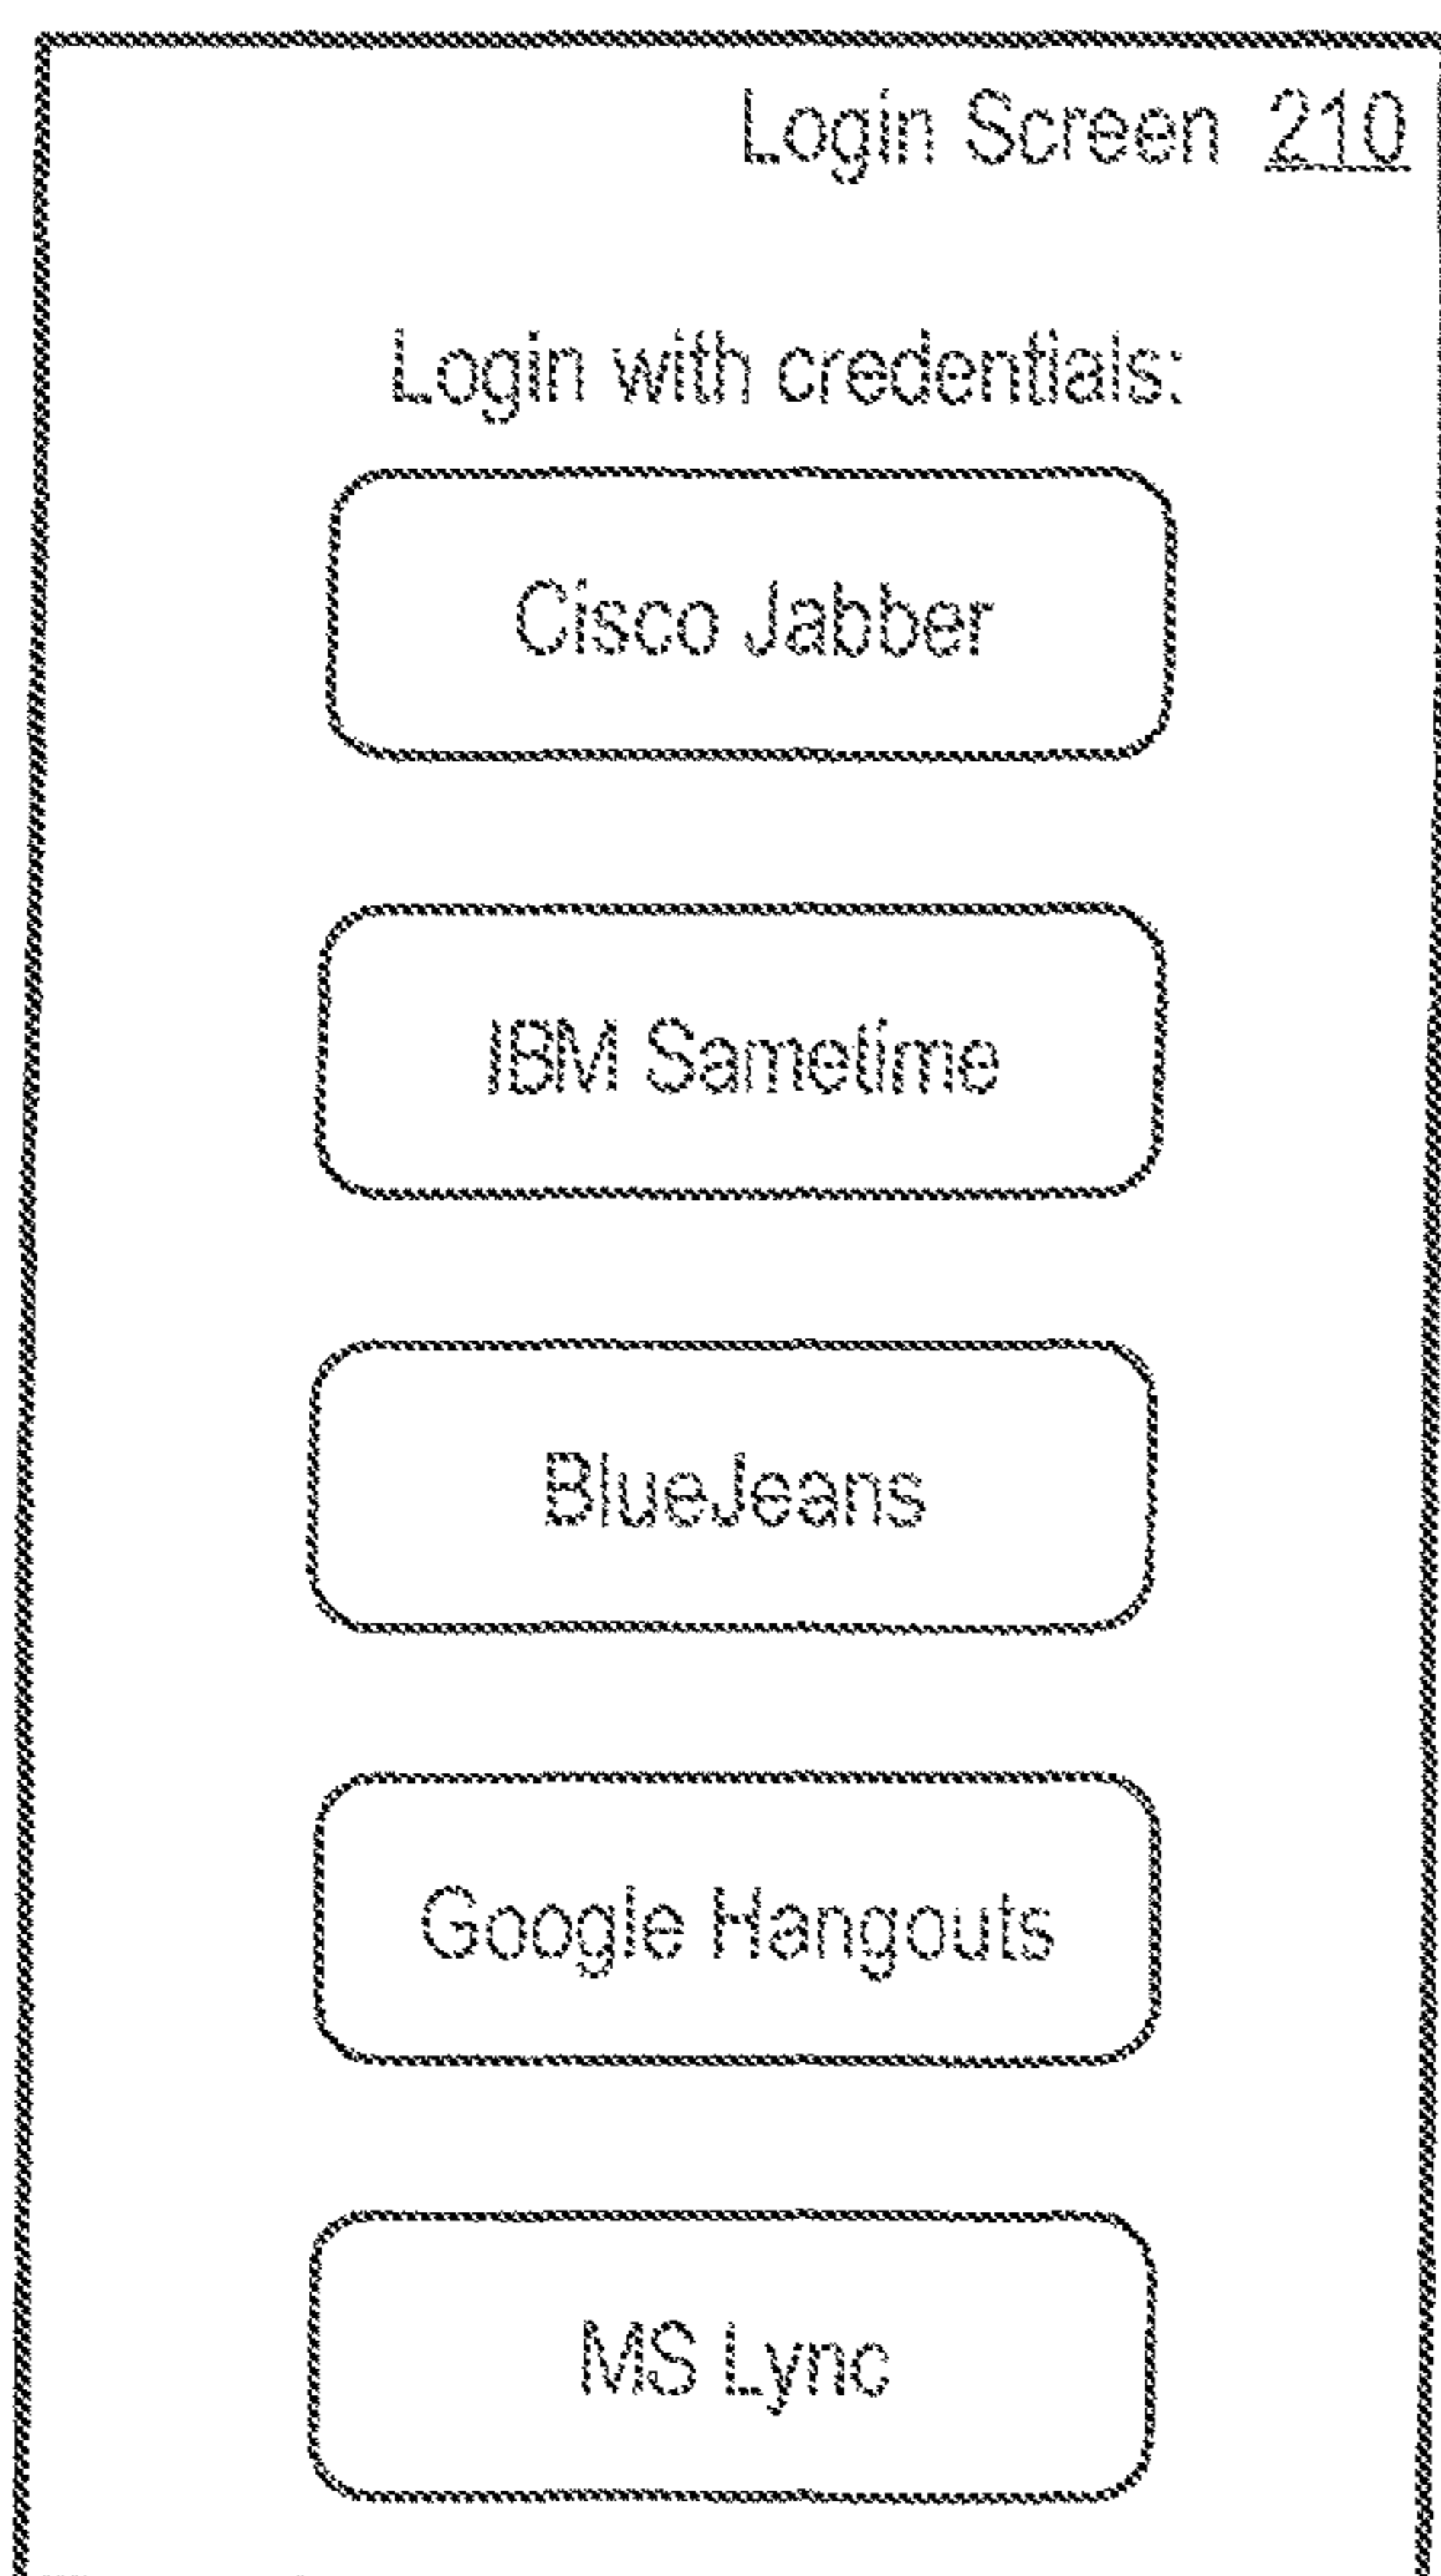 Login Screen 210
Login with credentials:
Cisco Jabber
IBM Sametime
BlueJeans
Google Hangouts
MS Lync